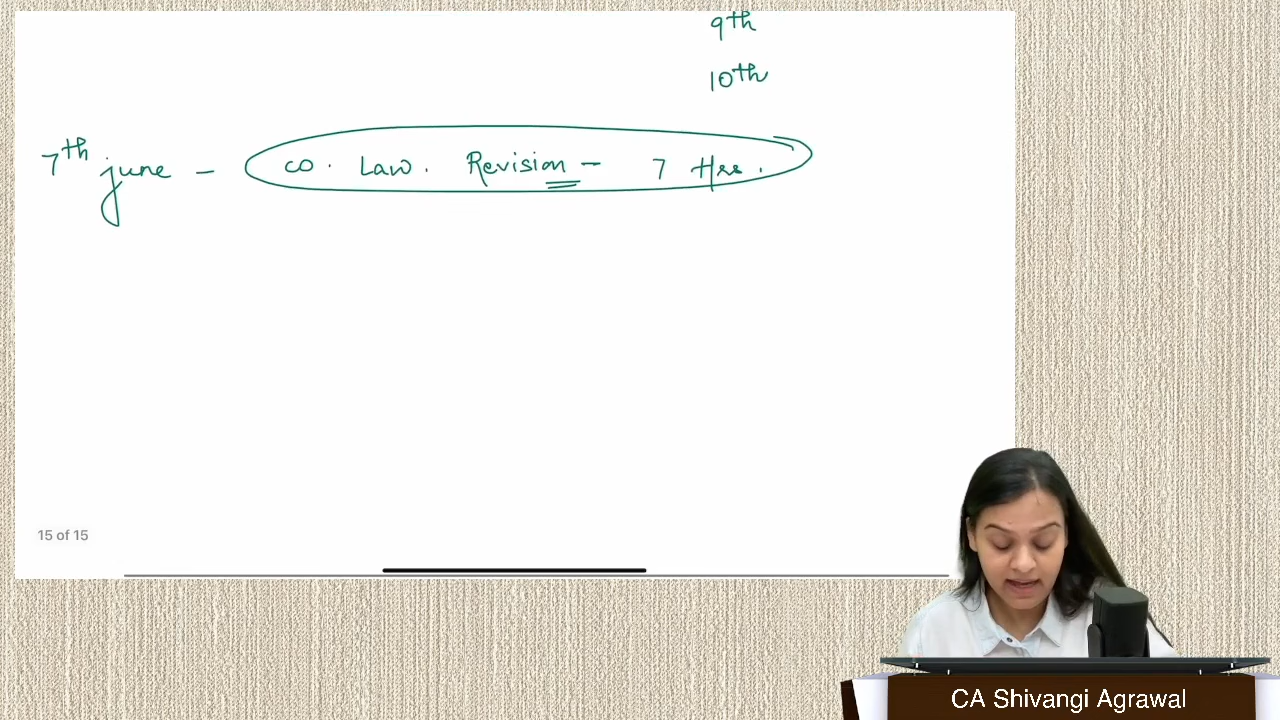 9th
10th
7th june - co. Law. Revision - 7 Hrs.
15 of 15
CA Shivangi Agrawal